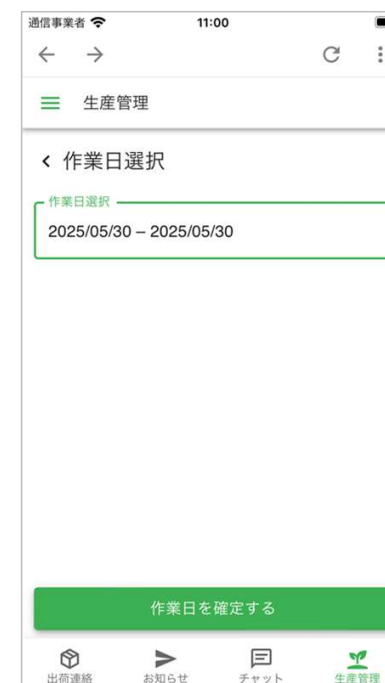 通信事業者 11:00
生産管理
作業日選択
作業日選択
2025/05/30 – 2025/05/30
作業日を確定する
出荷連絡 お知らせ チャット 生産管理